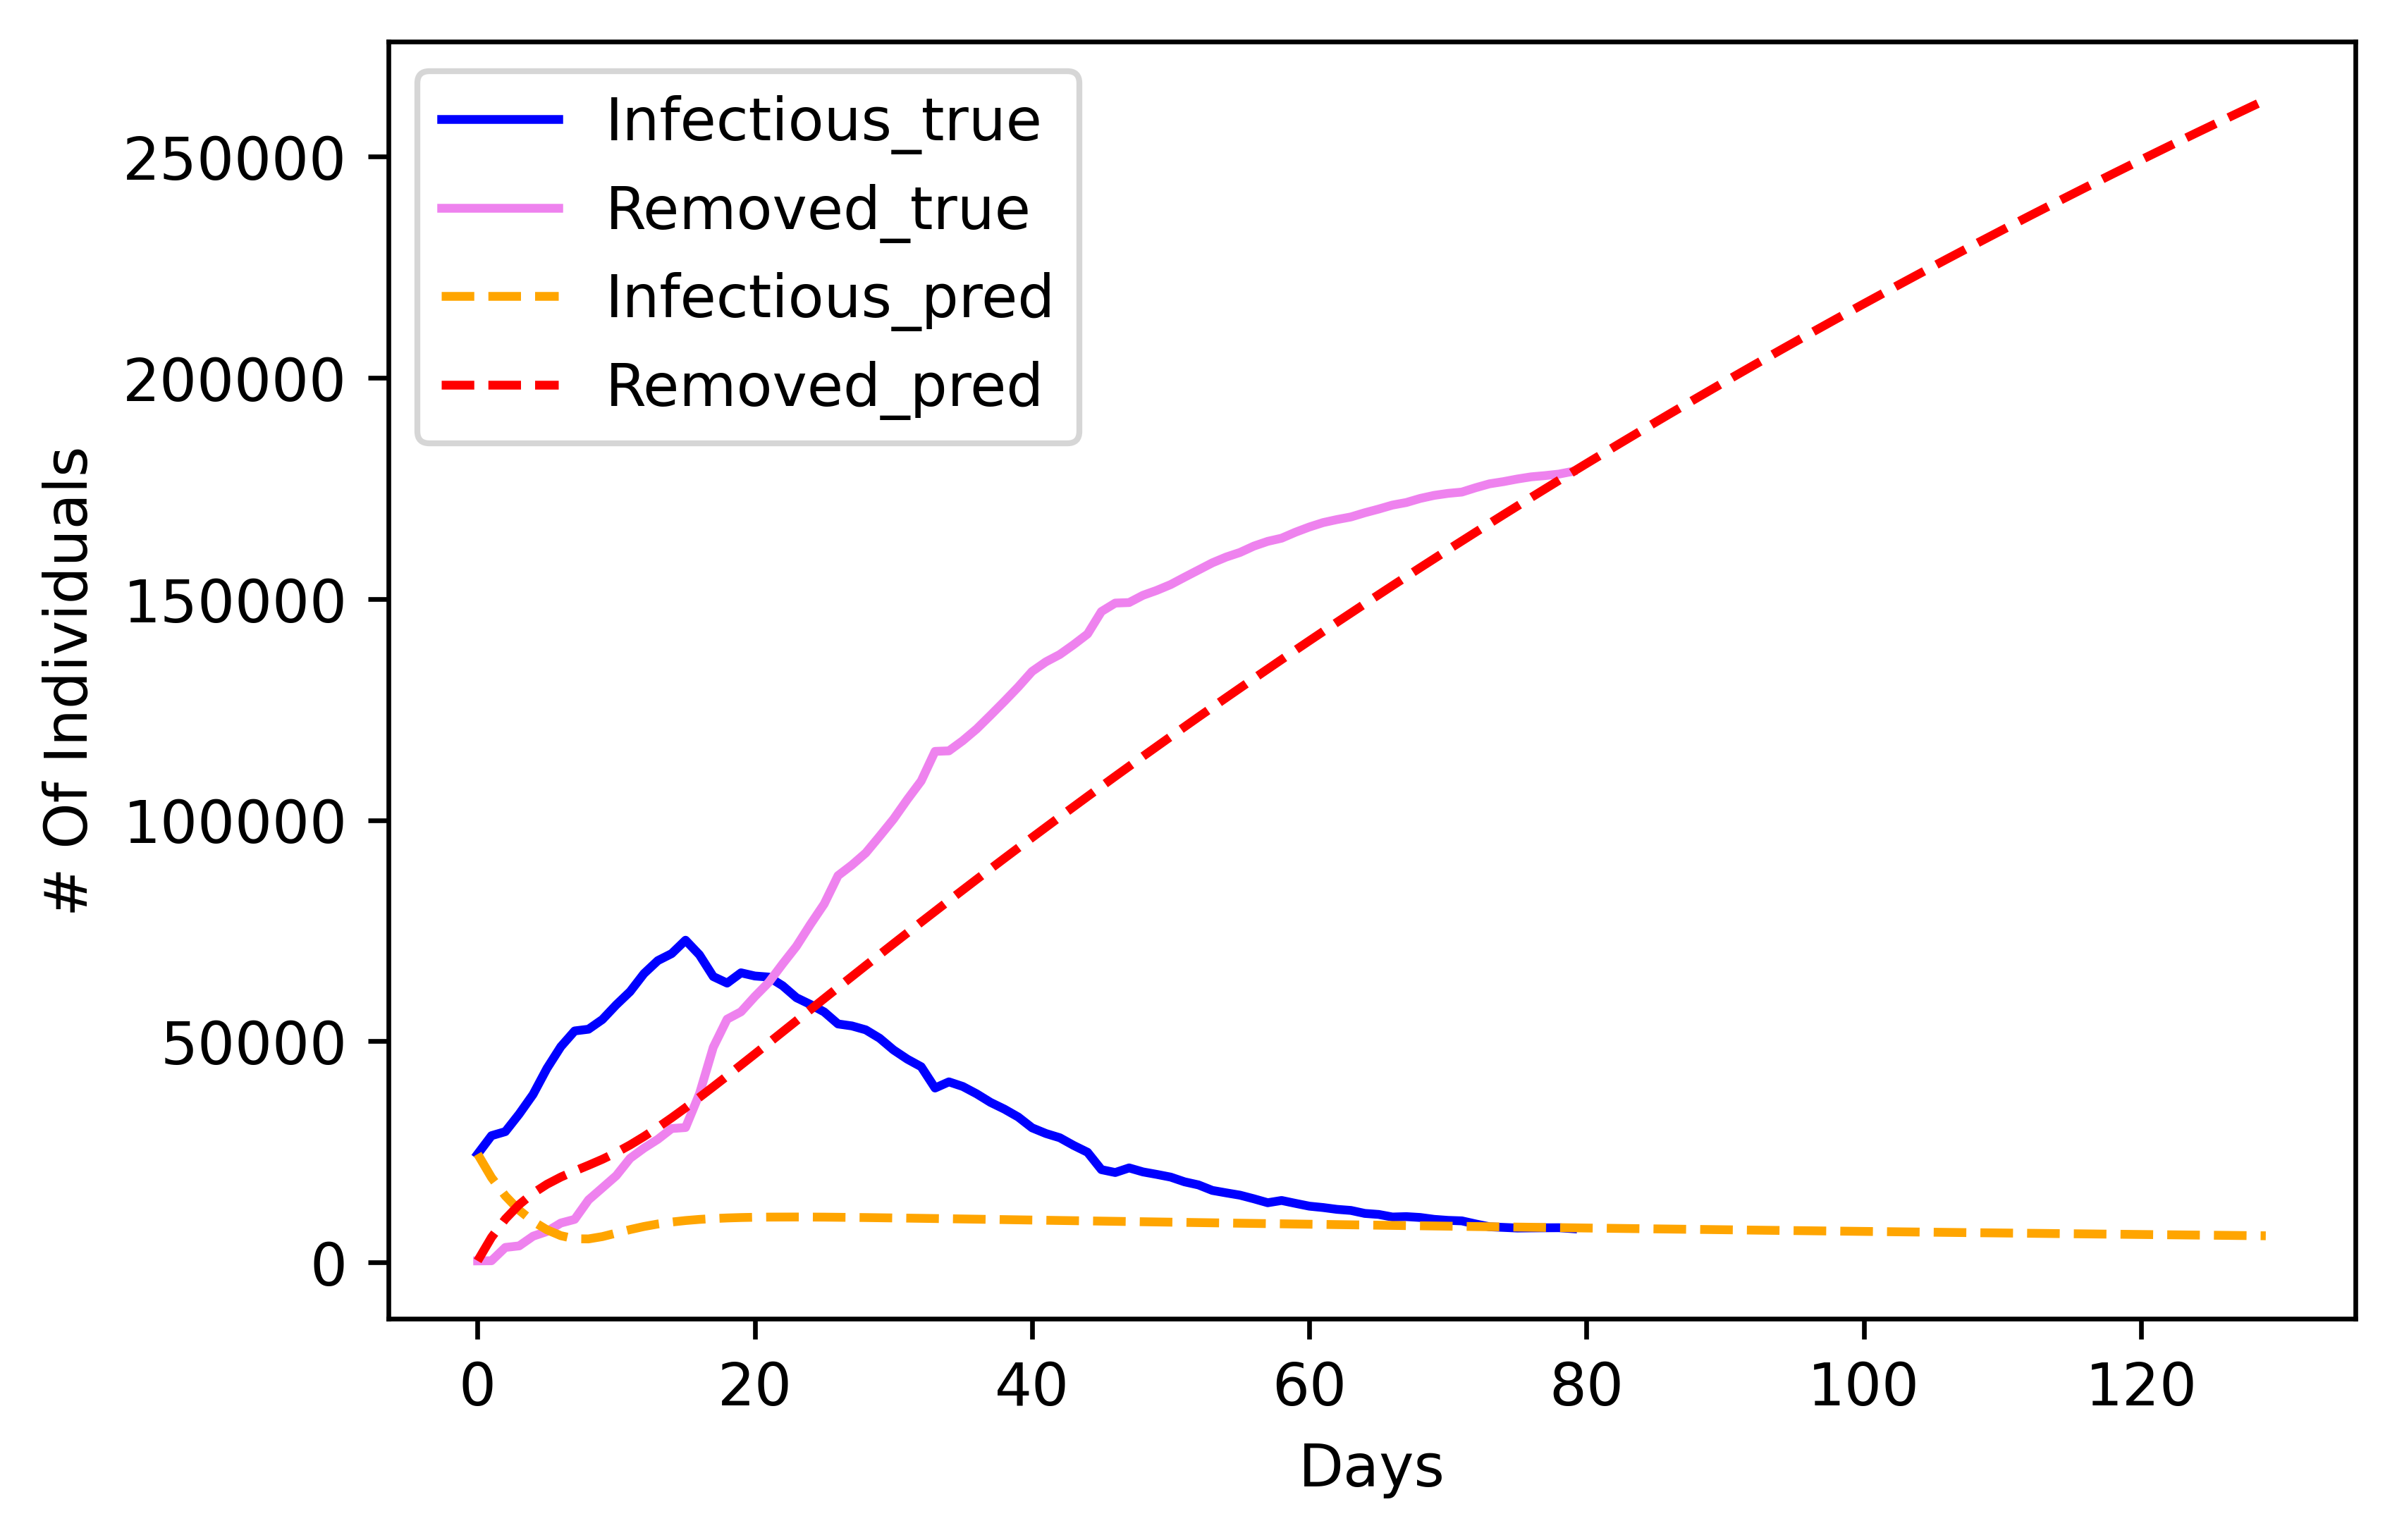 Infectious_true
Removed_true
Infectious_pred
Removed_pred
# Of Individuals
250000
200000
150000
100000
50000
0
0 20 40 60 80 100 120
Days